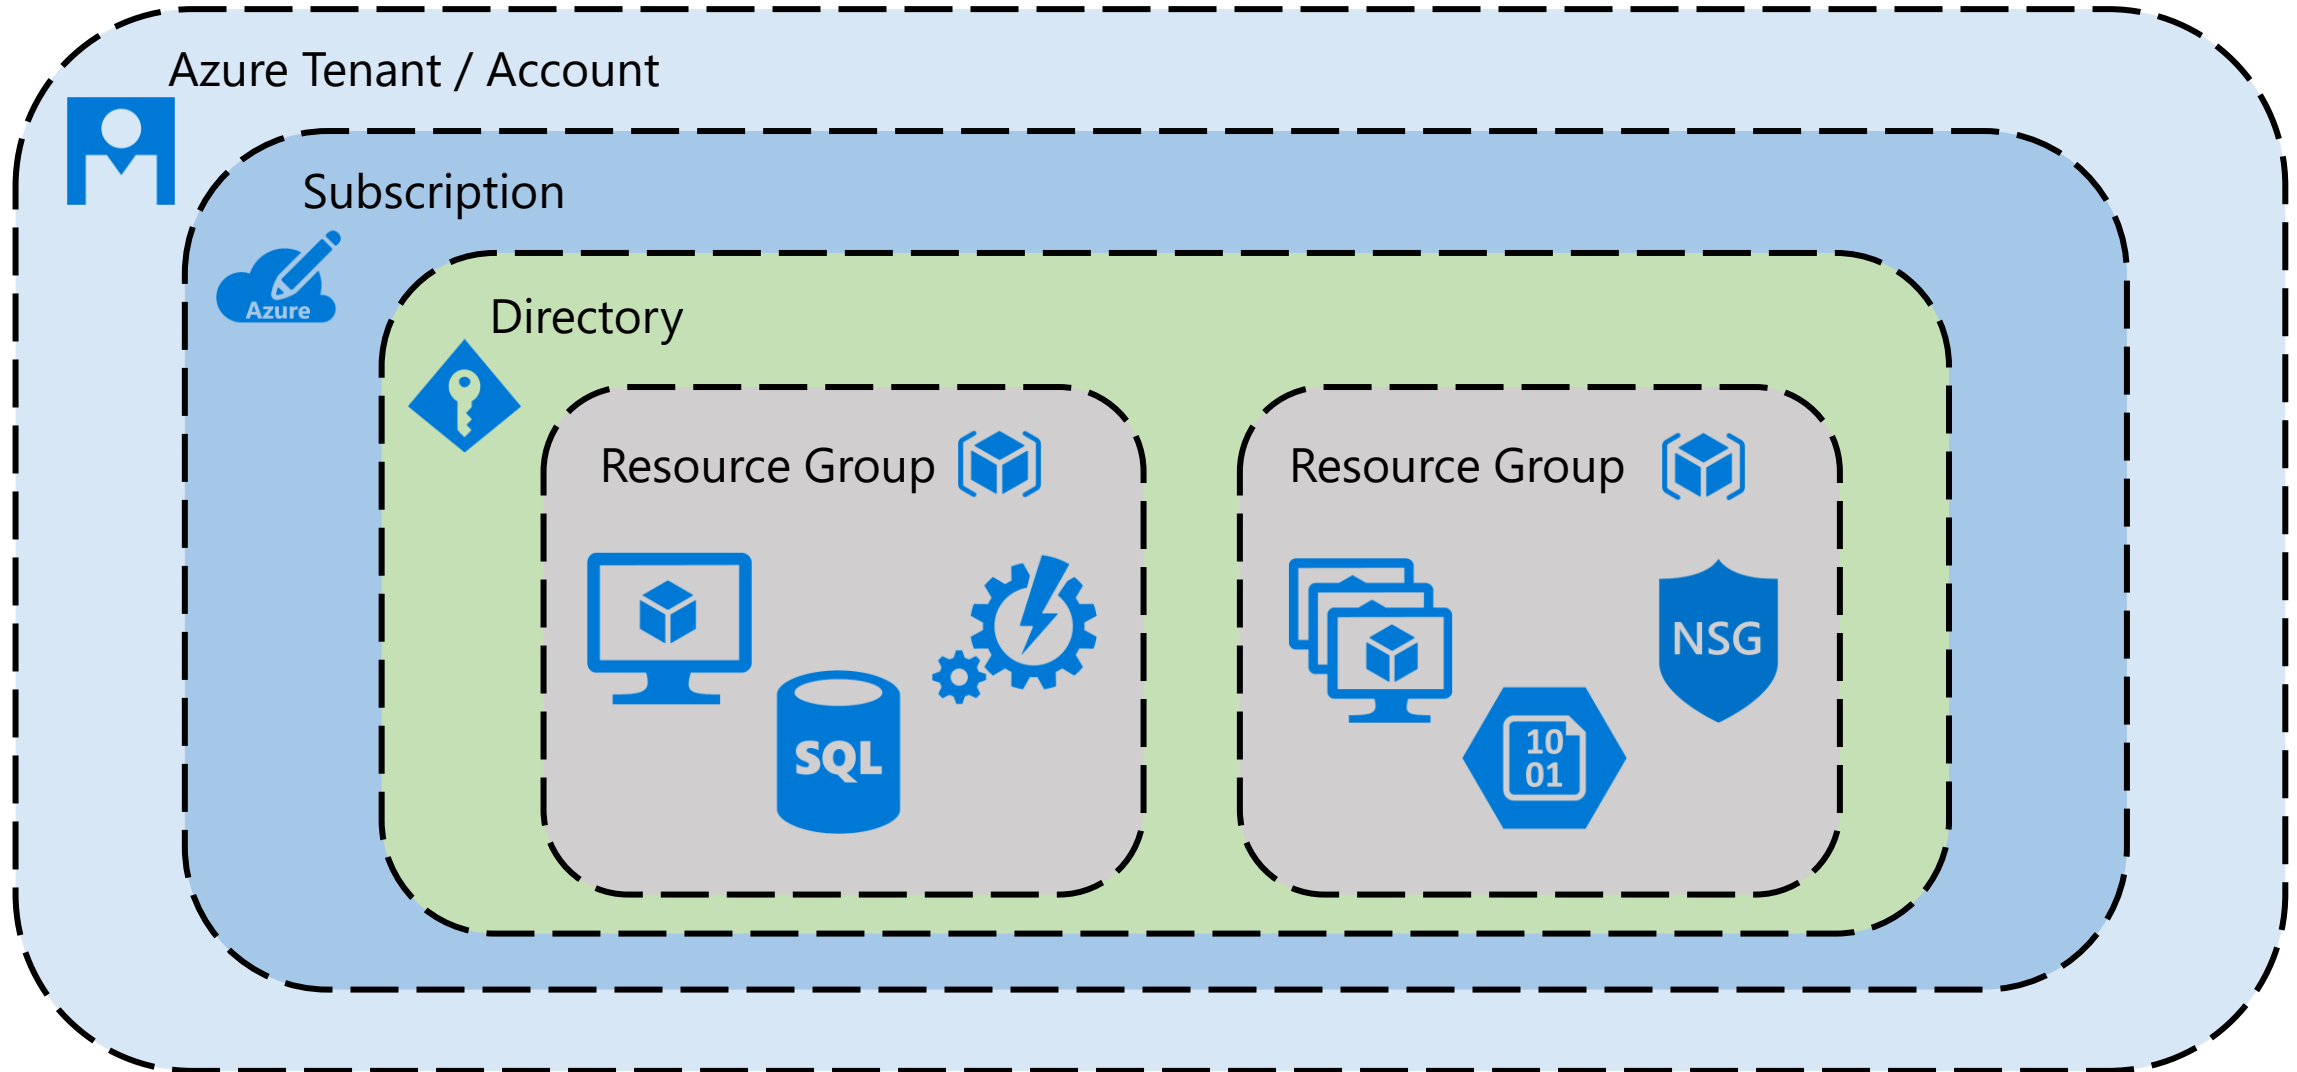 Azure Tenant / Account
Subscription
Azure
Directory
Resource Group
Resource Group
SQL
NSG
10
01